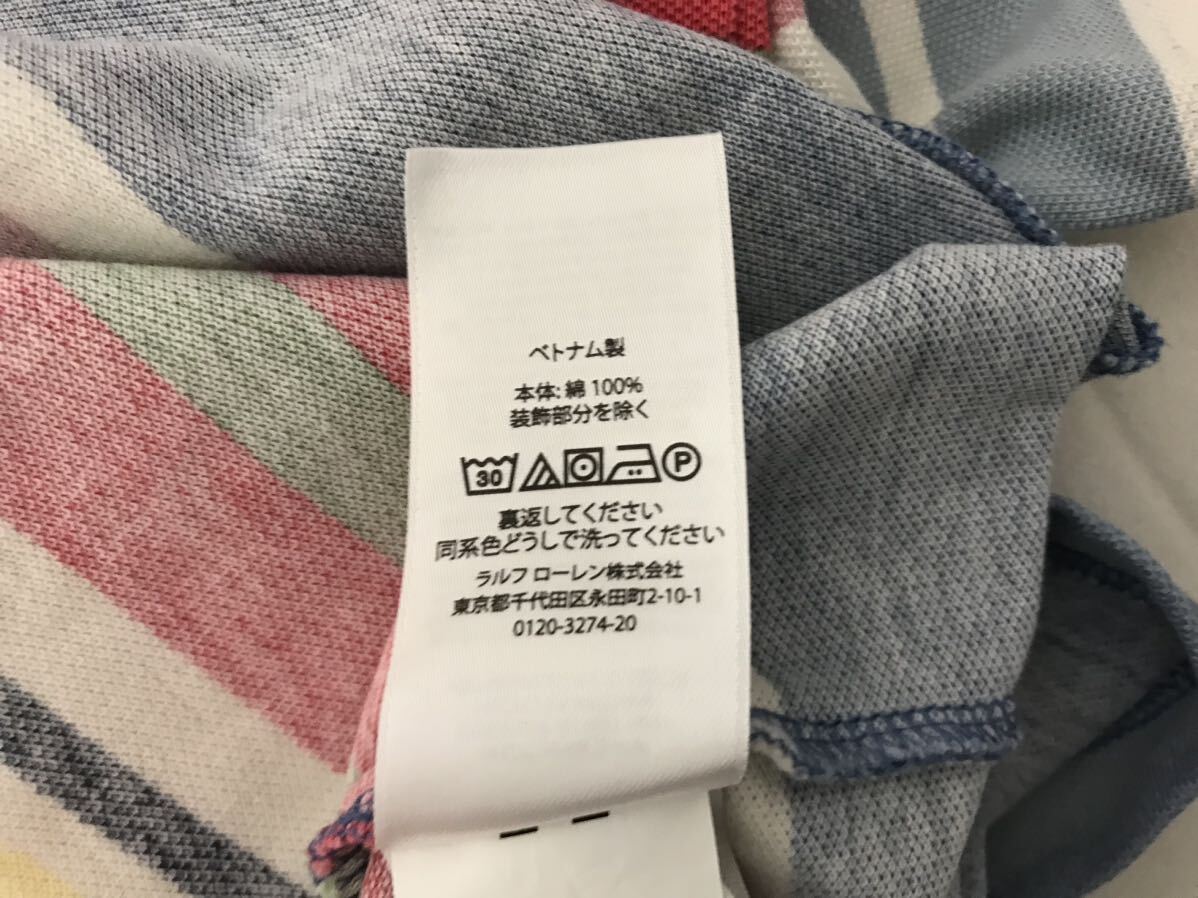 ベトナム製
本体: 綿 100%
装飾部分を除く
30 P
裏返してください
同系色どうしで洗ってください
ラルフ ローレン株式会社
東京都千代田区永田町2-10-1
0120-3274-20